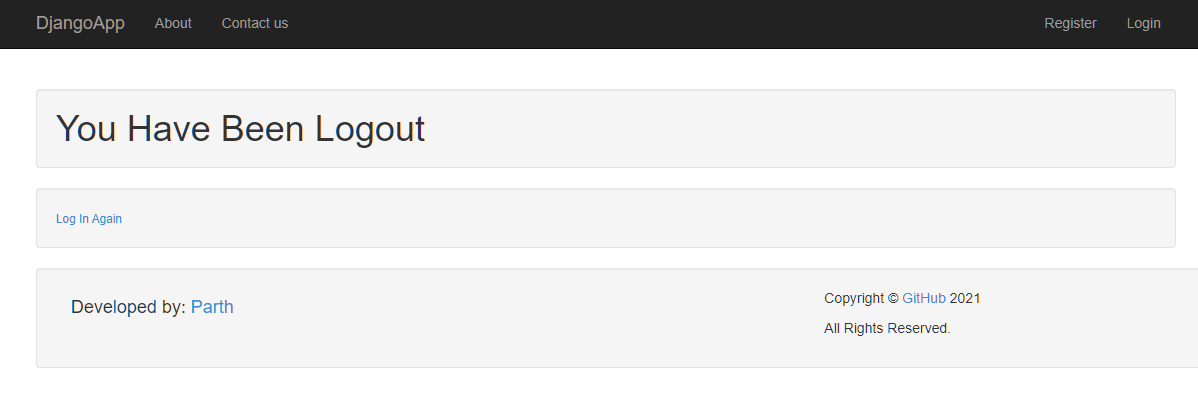 DjangoApp About Contact us Register Login
You Have Been Logout
Log In Again
Developed by: Parth
Copyright © GitHub 2021
All Rights Reserved.